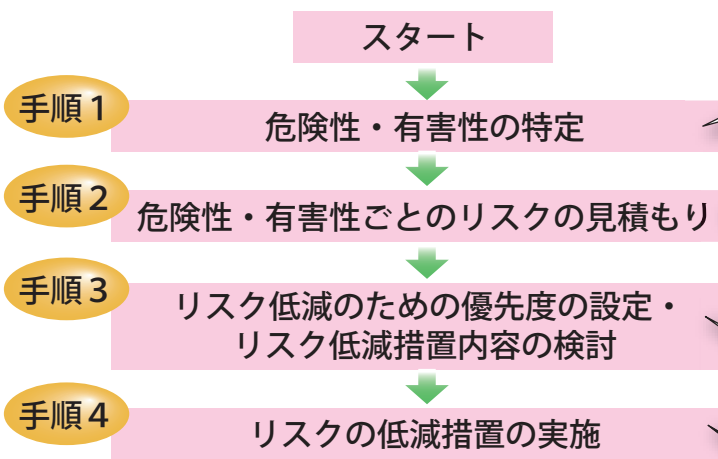 スタート
手順1
危険性・有害性の特定
手順2
危険性・有害性ごとのリスクの見積もり
手順3
リスク低減のための優先度の設定・
リスク低減措置内容の検討
手順4
リスクの低減措置の実施